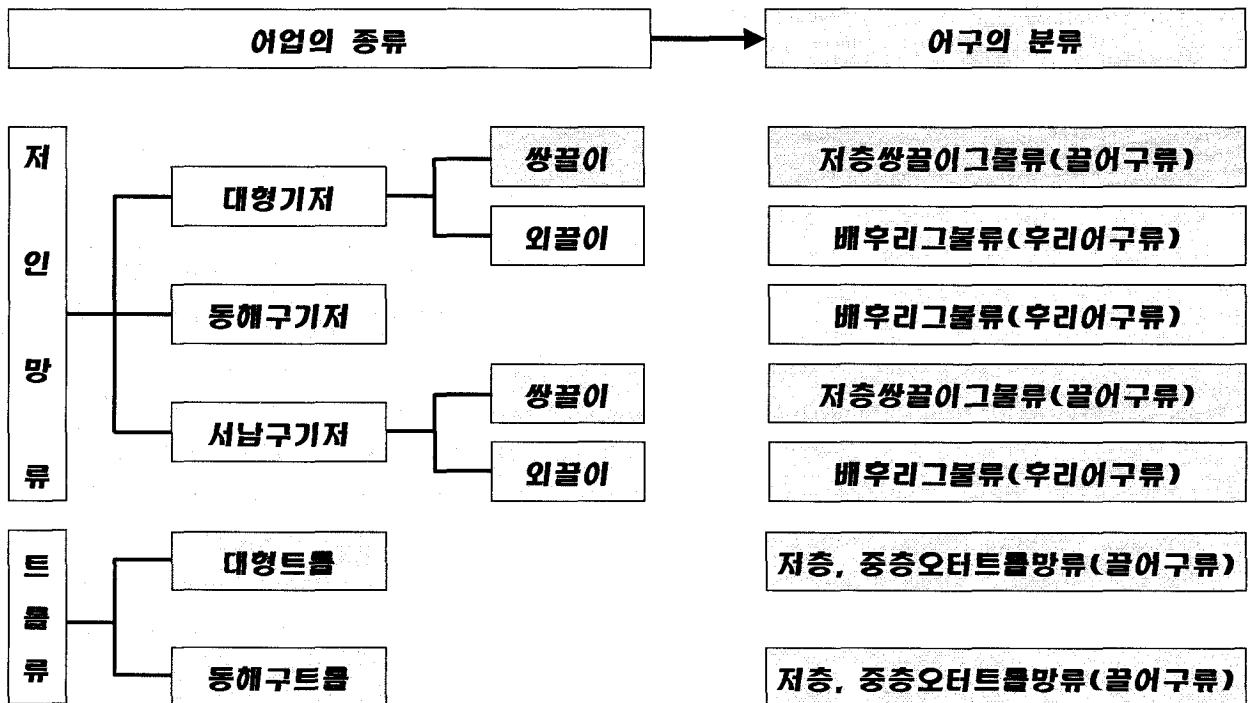 어업의 종류
어구의 분류
저인망류
대형기저
쌍끌이
저층쌍끌이그물류(끌어구류)
외끌이
배후리그물류(후리어구류)
동해구기저
배후리그물류(후리어구류)
서남구기저
쌍끌이
저층쌍끌이그물류(끌어구류)
외끌이
배후리그물류(후리어구류)
트롤류
대형트롤
저층, 중층오터트롤망류(끌어구류)
동해구트롤
저층, 중층오터트롤망류(끌어구류)